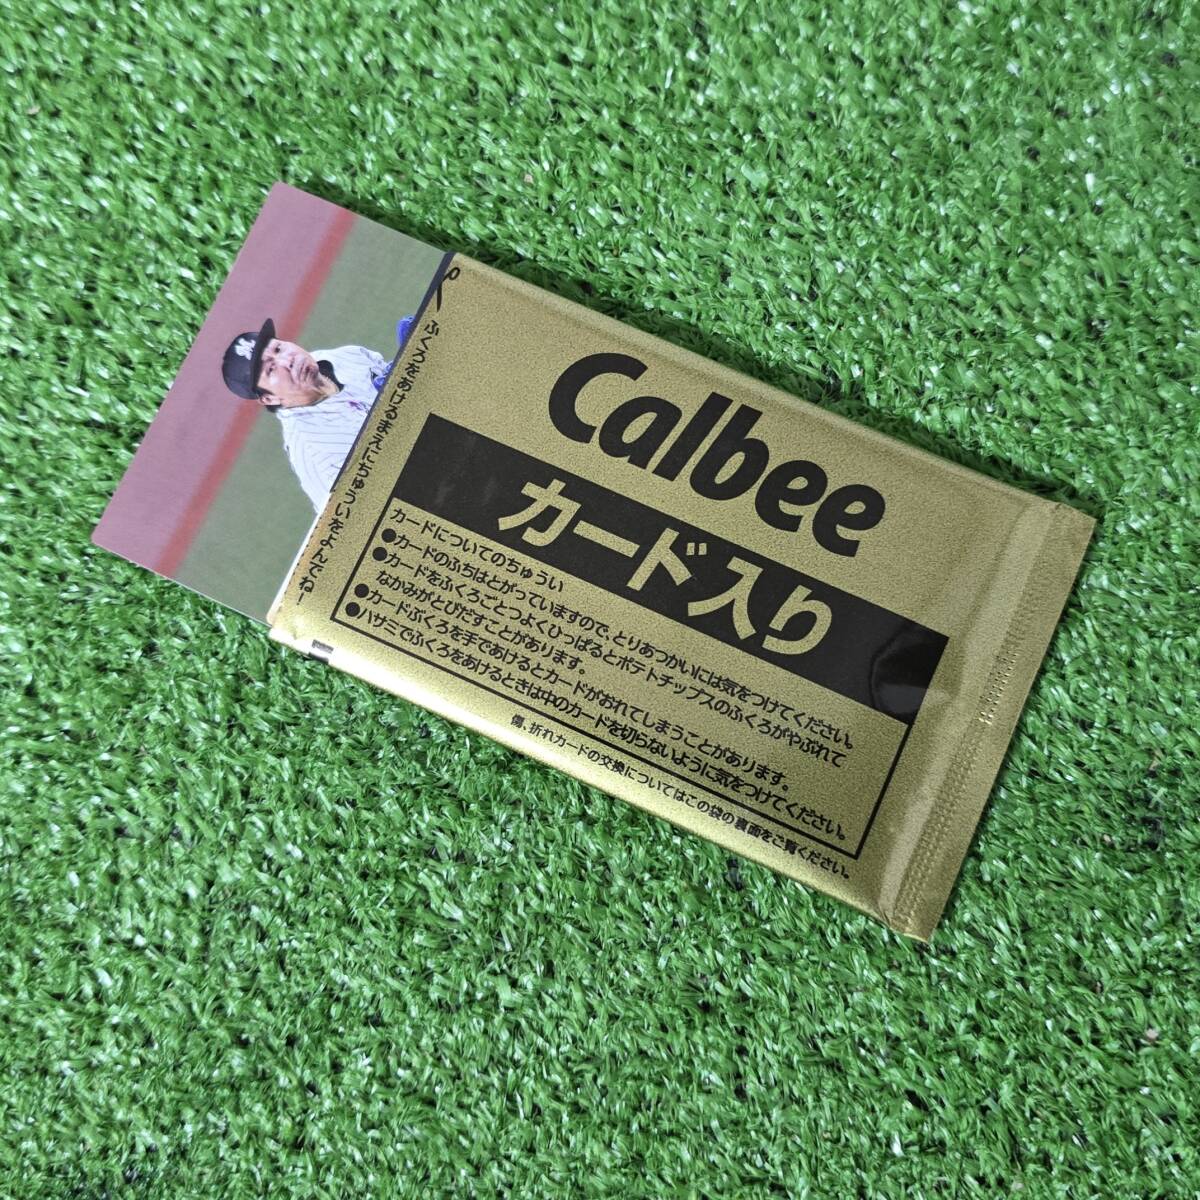 ふくろをあけるまえにちゅういをよんでね!
Calbee
カード入り
カードについてのちゅうい
●カードのふちはとがっていますので、とりあつかいには気をつけてください。
●カードをふくろごとつよくひっぱるとポテトチップスのふくろがやぶれて
なかみがとびだすことがあります。
●カードぶくろを手であけるとカードがおれてしまうことがあります。
●ハサミでふくろをあけるときは中のカードを切らないように気をつけてください。
傷、折れカードの交換についてはこの袋の裏面をご覧ください。
M